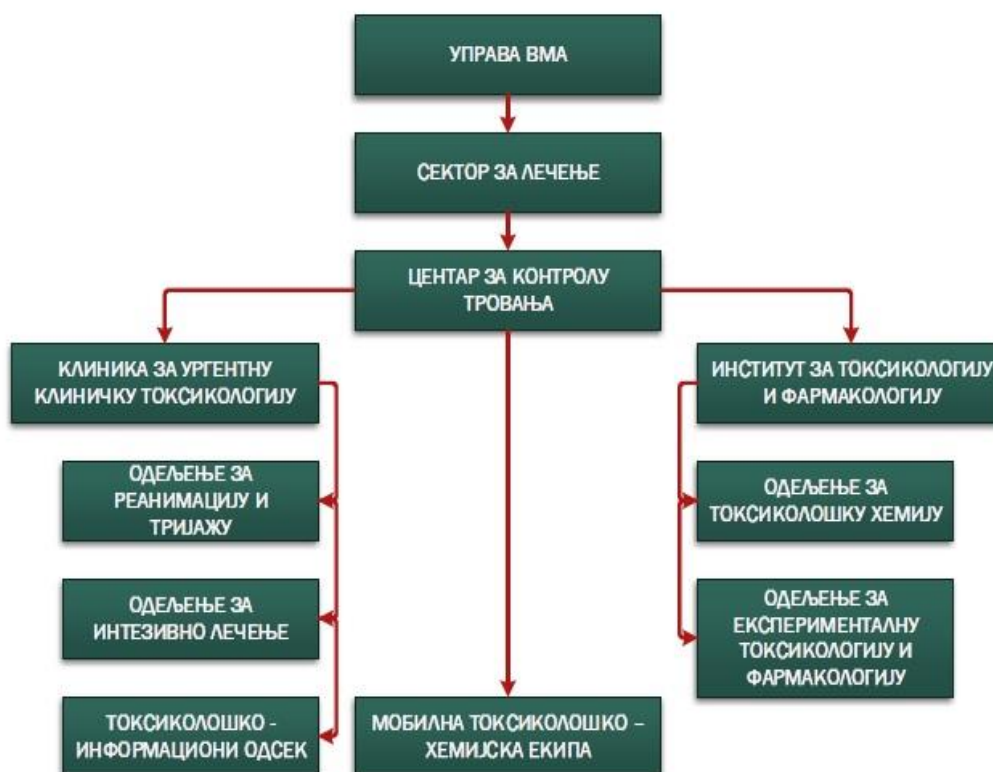 УПРАВА ВМА
СЕКТОР ЗА ЛЕЧЕЊЕ
ЦЕНТАР ЗА КОНТРОЛУ
ТРОВАЊА
КЛИНИКА ЗА УРГЕНТНУ
КЛИНИЧКУ ТОКСИКОЛОГИЈУ
ОДЕЉЕЊЕ ЗА
РЕАНИМАЦИЈУ И
ТРИЈАЖУ
ОДЕЉЕЊЕ ЗА
ИНТЕЗИВНО ЛЕЧЕЊЕ
ТОКСИКОЛОШКО -
ИНФОРМАЦИОНИ ОДСЕК
МОБИЛНА ТОКСИКОЛОШКО –
ХЕМИЈСКА ЕКИПА
ИНСТИТУТ ЗА ТОКСИКОЛОГИЈУ
И ФАРМАКОЛОГИЈУ
ОДЕЉЕЊЕ ЗА
ТОКСИКОЛОШКУ ХЕМИЈУ
ОДЕЉЕЊЕ ЗА
ЕКСПЕРИМЕНТАЛНУ
ТОКСИКОЛОГИЈУ И
ФАРМАКОЛОГИЈУ